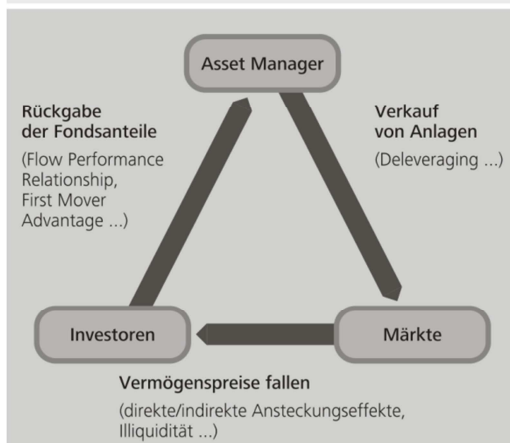 Asset Manager
Rückgabe
der Fondsanteile
(Flow Performance
Relationship,
First Mover
Advantage ...)
Verkauf
von Anlagen
(Deleveraging ...)
Investoren
Märkte
Vermögenspreise fallen
(direkte/indirekte Ansteckungseffekte,
Illiquidität ...)